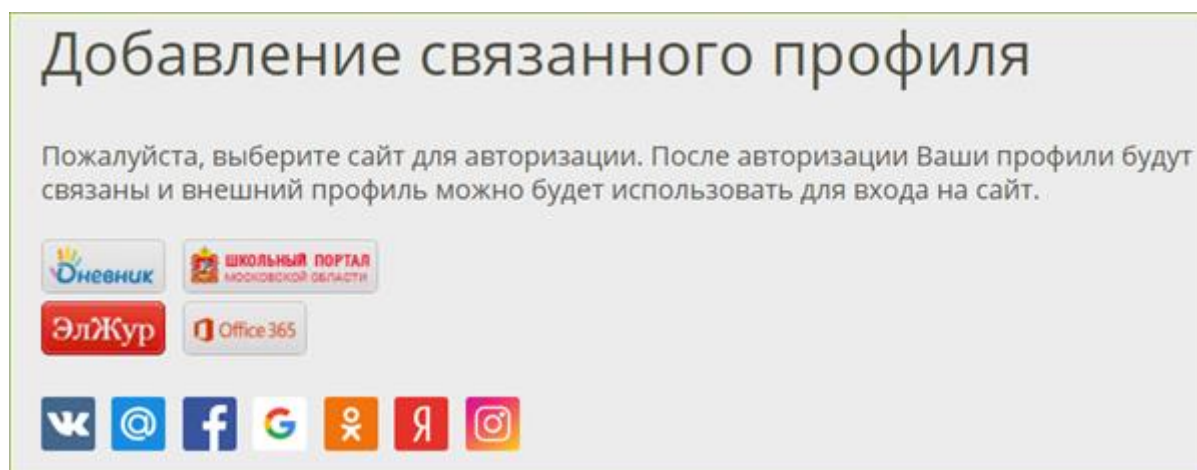 Добавление связанного профиля
Пожалуйста, выберите сайт для авторизации. После авторизации Ваши профили будут
связаны и внешний профиль можно будет использовать для входа на сайт.
Дневник
ШКОЛЬНЫЙ ПОРТАЛ
МОСКОВСКОЙ ОБЛАСТИ
ЭлЖур
Office 365
VK @ f G Я